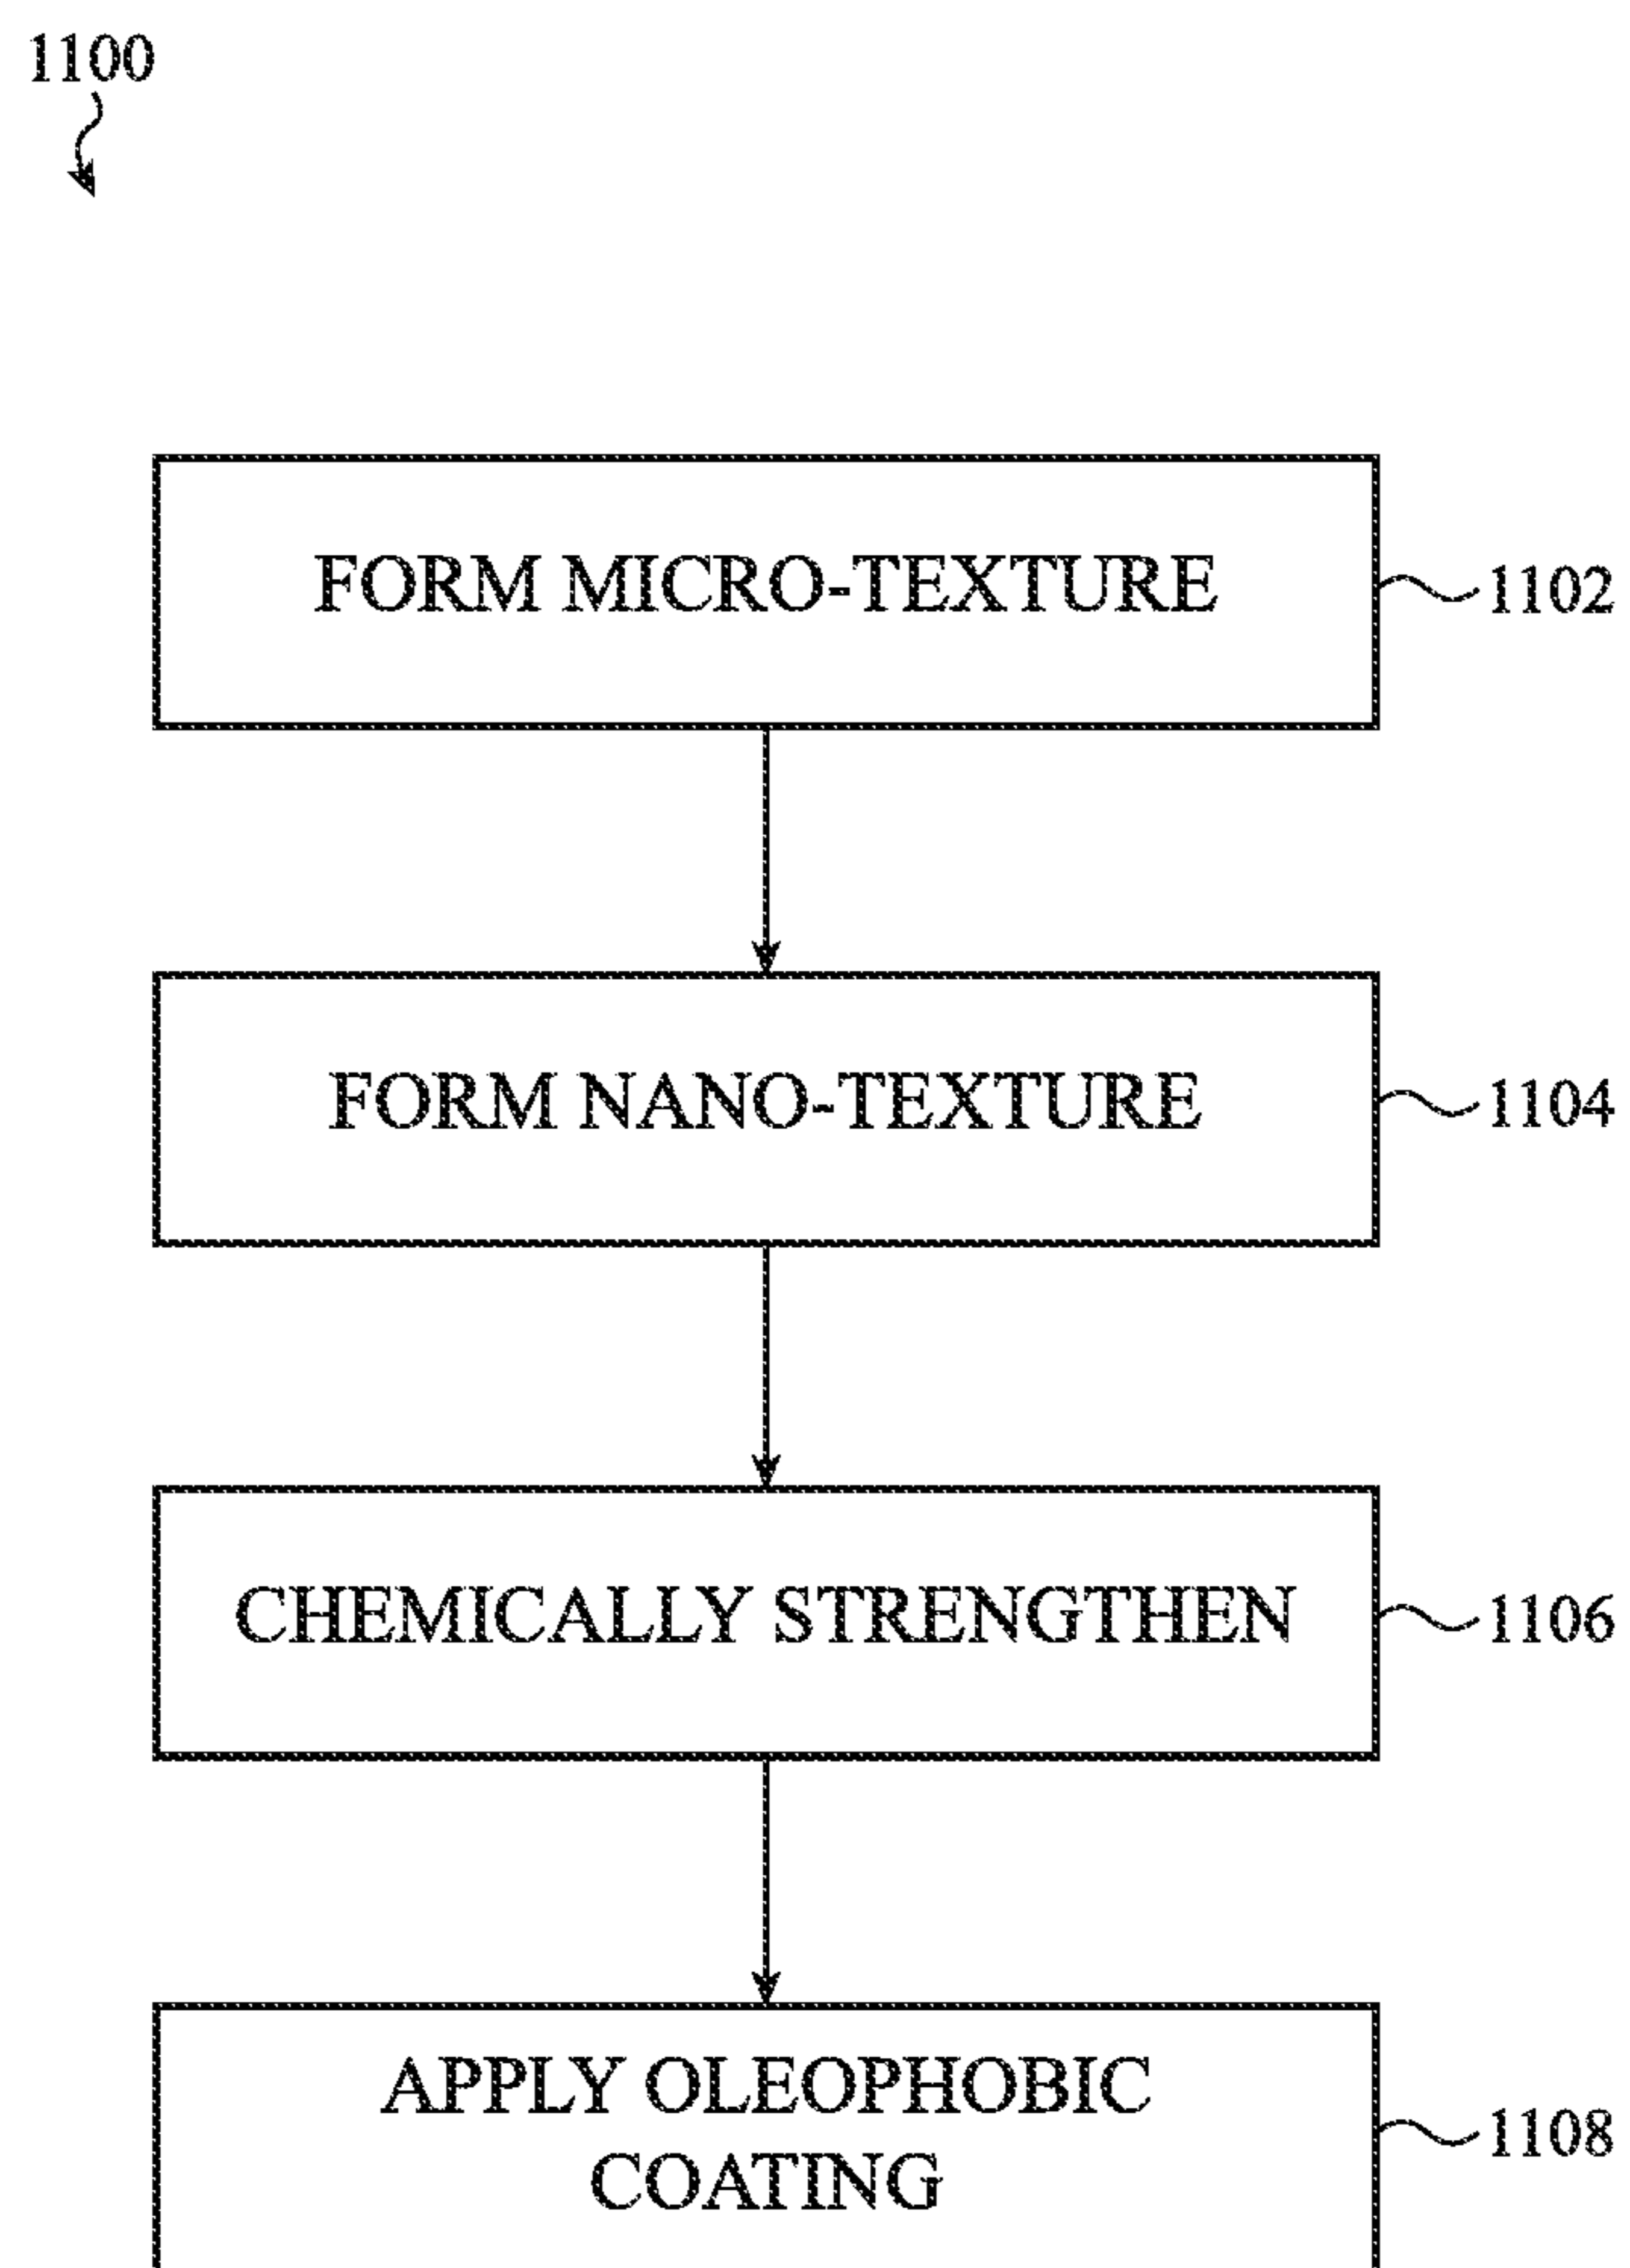 1100
FORM MICRO-TEXTURE
1102
FORM NANO-TEXTURE
1104
CHEMICALLY STRENGTHEN
1106
APPLY OLEOPHOBIC
COATING
1108